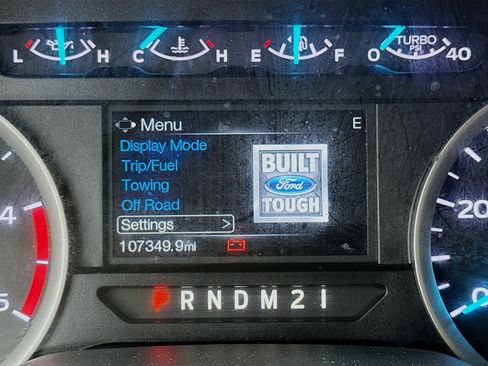 L H C H E F O TURBO PSI 40
Menu E
Display Mode
Trip/Fuel
Towing
Off Road
Settings >
107349.9mi
BUILT
Ford
TOUGH
4
5
20
0
P R N D M 2 1